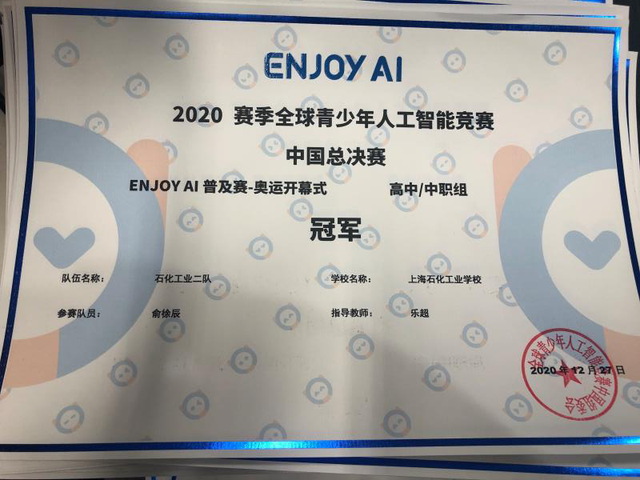 ENJOY AI
2020 赛季全球青少年人工智能竞赛
中国总决赛
ENJOY AI 普及赛-奥运开幕式 高中/中职组
冠军
队伍名称： 石化工业二队 学校名称： 上海石化工业学校
参赛队员： 俞徐辰 指导教师： 乐超
2020 年 12 月 27 日